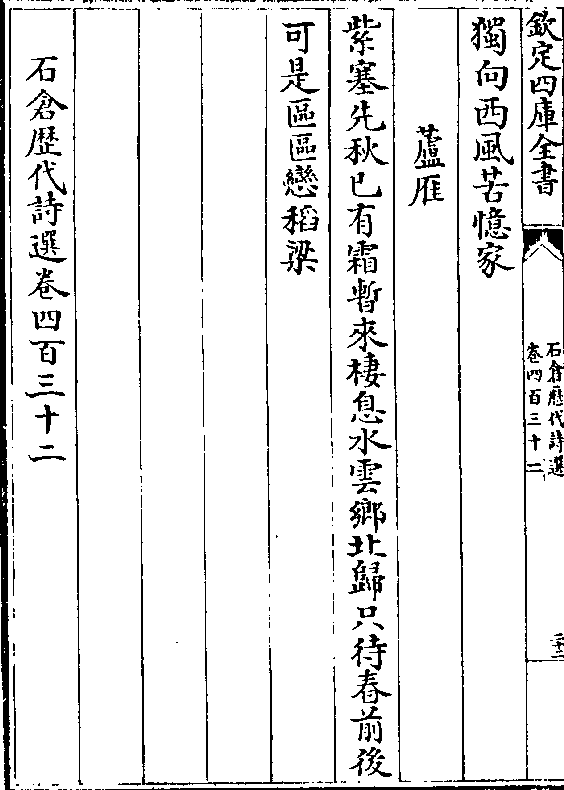 欽定四庫全書
石倉歷代詩選
卷四百三十二
三十二
獨向西風苦憶家
蘆雁
紫塞先秋已有霜暫來棲息水雲鄉北歸只待春前後
可是區區戀稻粱
石倉歷代詩選卷四百三十二